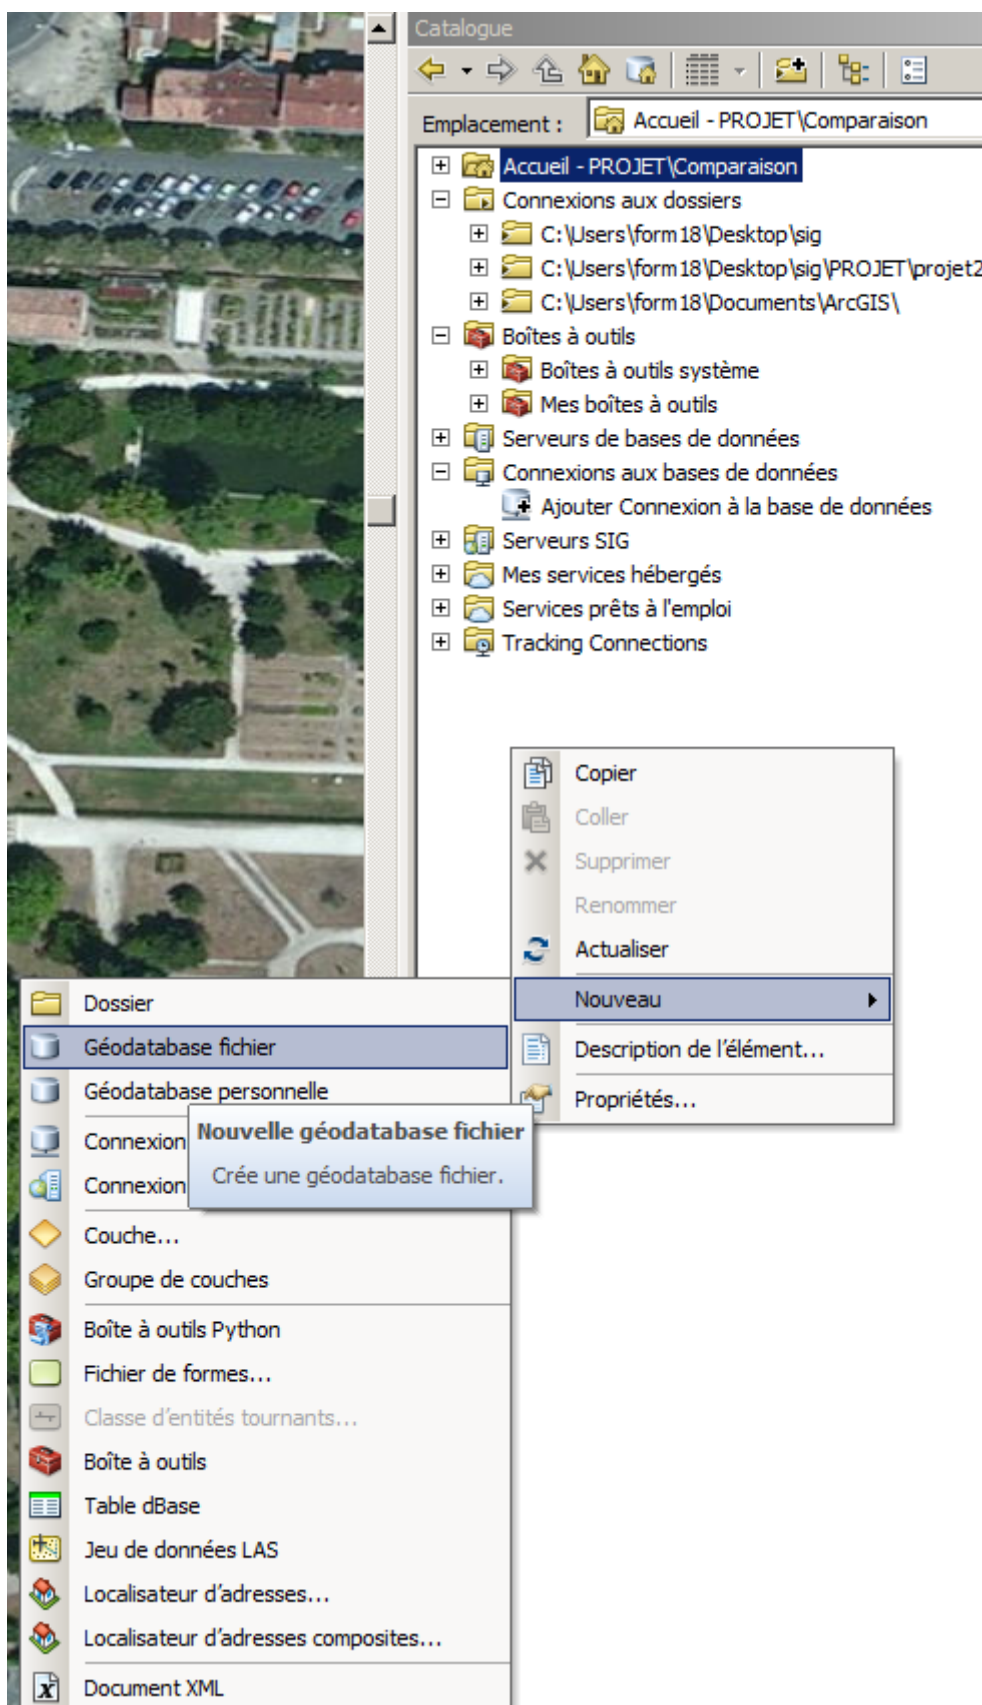 Catalogue
Emplacement :
Accueil - PROJET\Comparaison
Accueil - PROJET\Comparaison
Connexions aux dossiers
C:\Users\form18\Desktop\sig
C:\Users\form18\Desktop\sig\PROJET\projet2
C:\Users\form18\Documents\ArcGIS\
Boîtes à outils
Boîtes à outils système
Mes boîtes à outils
Serveurs de bases de données
Connexions aux bases de données
Ajouter Connexion à la base de données
Serveurs SIG
Mes services hébergés
Services prêts à l'emploi
Tracking Connections
Copier
Coller
Supprimer
Renommer
Actualiser
Nouveau
Description de l’élément...
Propriétés...
Dossier
Géodatabase fichier
Géodatabase personnelle
Connexion
Connexion
Nouvelle géodatabase fichier
Crée une géodatabase fichier.
Couche...
Groupe de couches
Boîte à outils Python
Fichier de formes...
Classe d’entités tournants...
Boîte à outils
Table dBase
Jeu de données LAS
Localisateur d’adresses...
Localisateur d’adresses composites...
Document XML